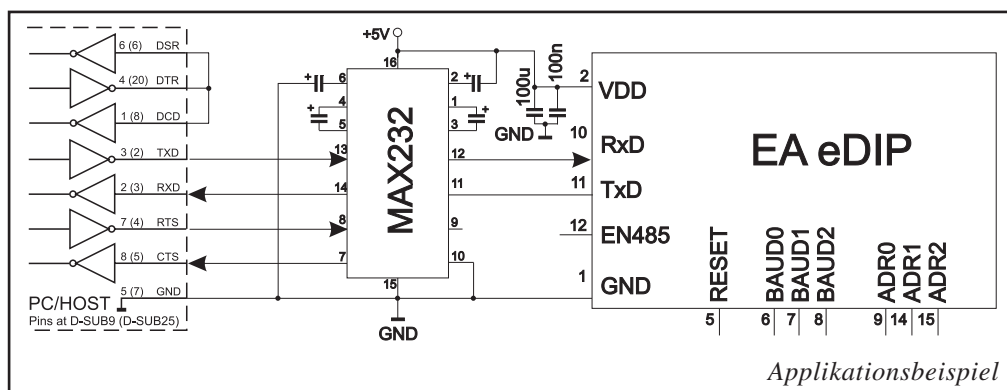 +5V
6 (6) DSR
4 (20) DTR
1 (8) DCD
3 (2) TXD
2 (3) RXD
7 (4) RTS
8 (5) CTS
5 (7) GND
PC/HOST
Pins at D-SUB9 (D-SUB25)
16
6
4
5
13
14
8
7
15
2
1
3
12
11
9
10
MAX232
GND
100u
100n
GND
2 VDD
10 RxD
11 TxD
12 EN485
1 GND
EA eDIP
RESET
BAUD0
BAUD1
BAUD2
ADR0
ADR1
ADR2
5
6
7
8
9
14
15
Applikationsbeispiel